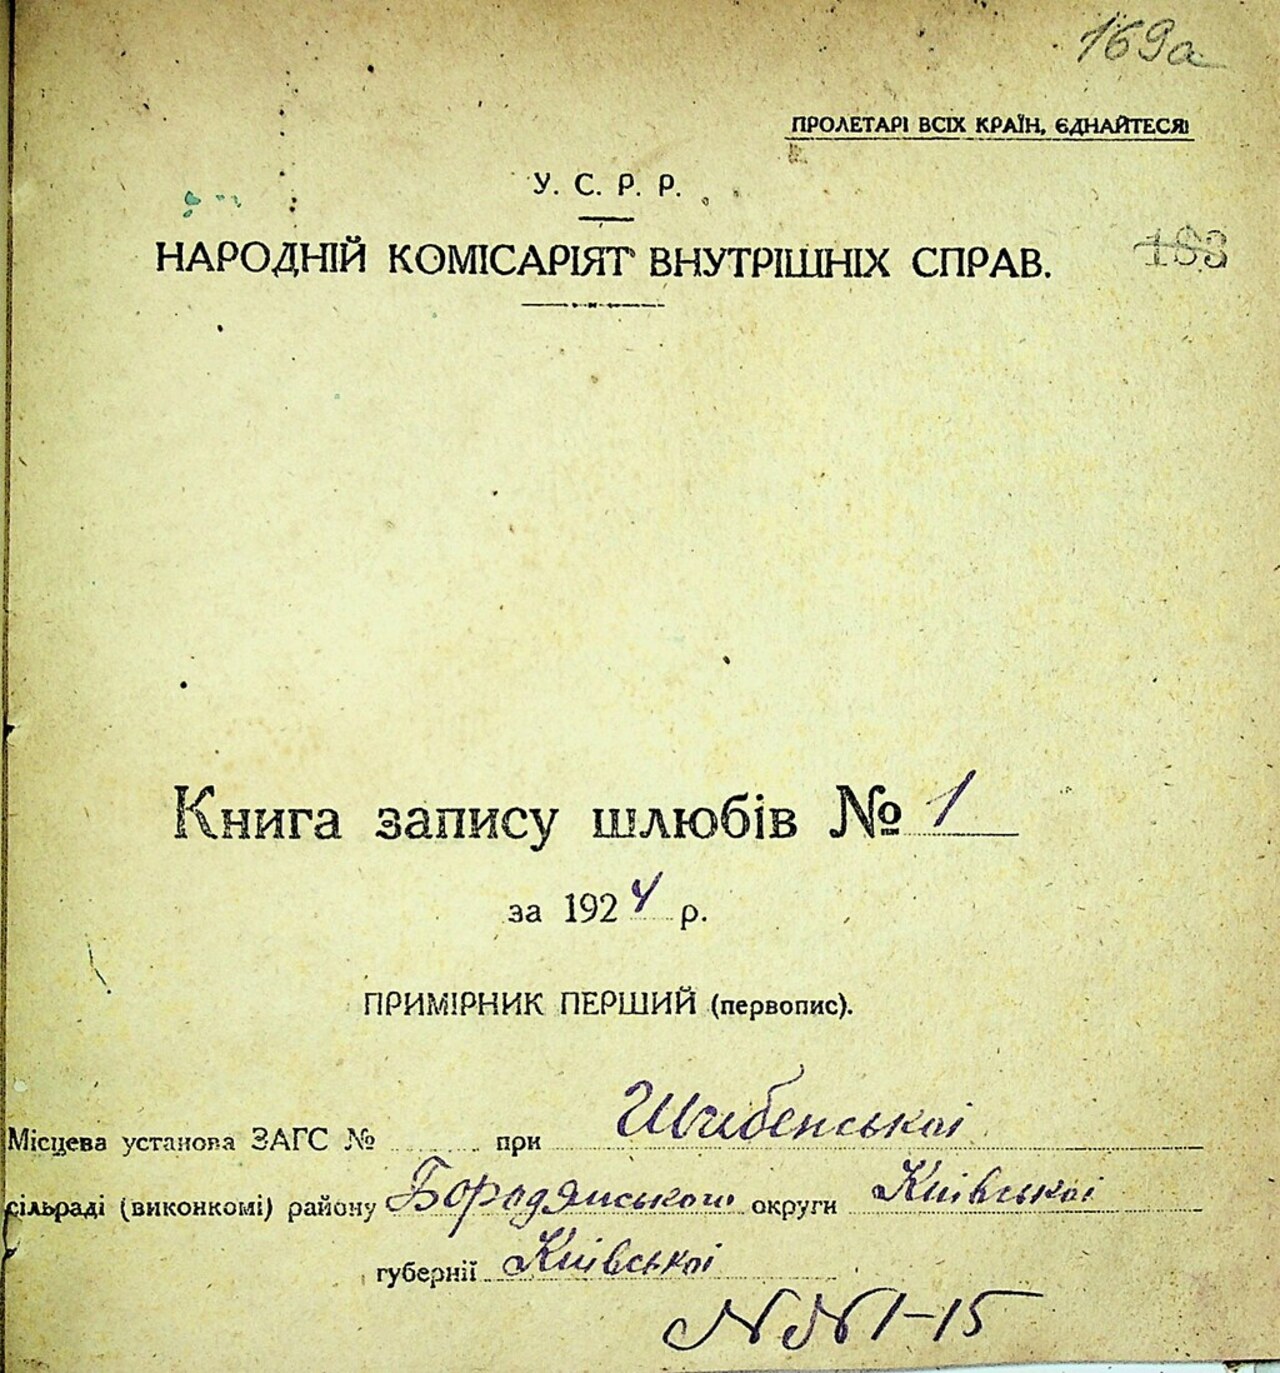 169а
ПРОЛЕТАРІ ВСІХ КРАЇН, ЄДНАЙТЕСЯ!
У. С. Р. Р.
НАРОДНІЙ КОМІСАРІЯТ ВНУТРІШНІХ СПРАВ.
183
Книга запису шлюбів № 1
за 1924 р.
ПРИМІРНИК ПЕРШИЙ (первопис).
Місцева установа ЗАГС № при Шибенської
сільраді (виконкомі) району Бородянського округи Київської
губернії Київської
№№ 1-15